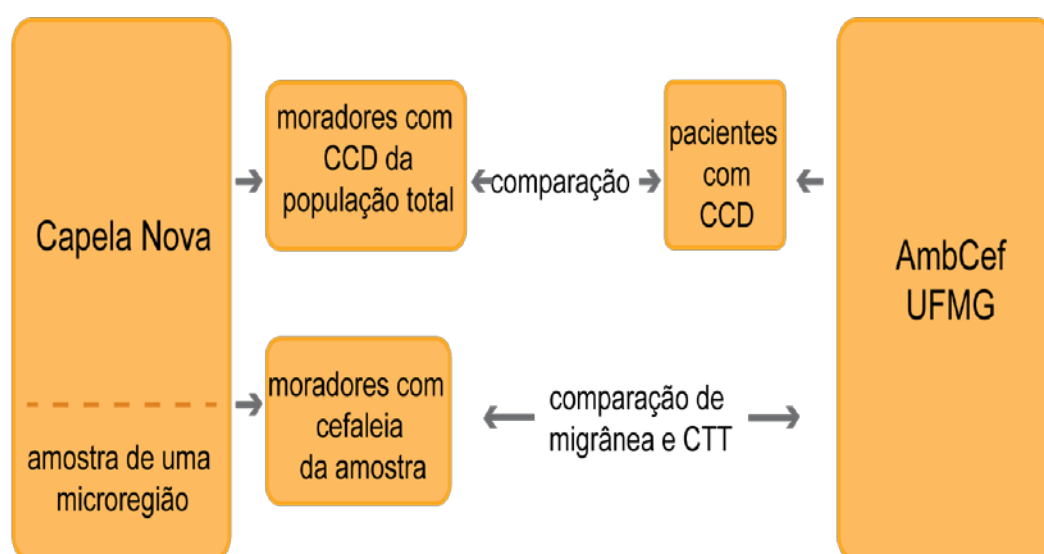 Capela Nova
amostra de uma
microregião
moradores com
CCD da
população total
comparação
pacientes
com
CCD
moradores com
cefaleia
da amostra
comparação de
migrânea e CTT
AmbCef
UFMG